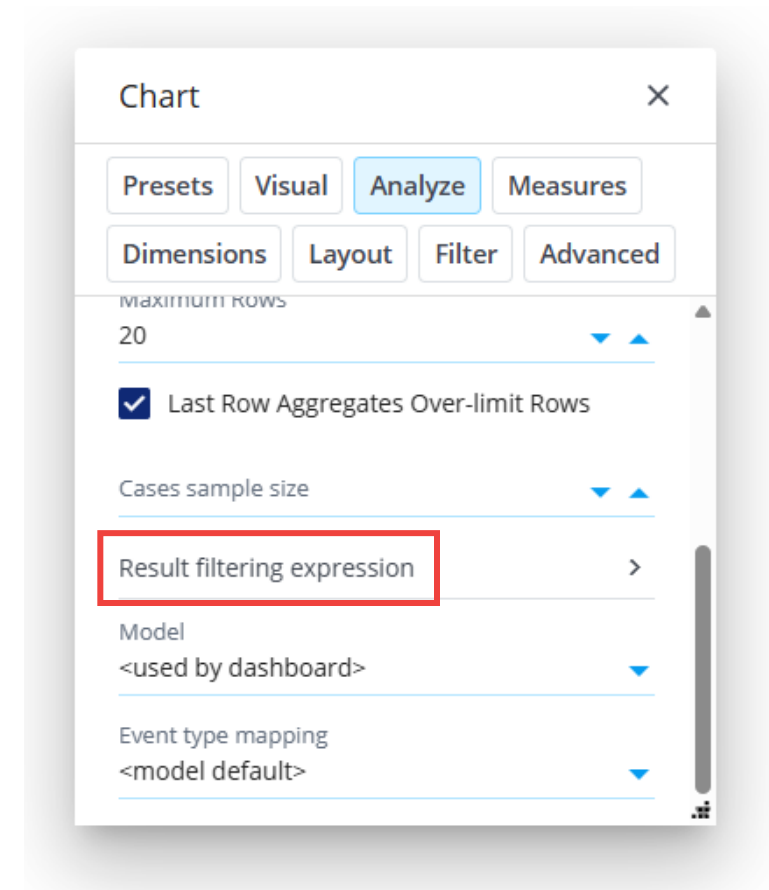 Chart
Presets Visual Analyze Measures
Dimensions Layout Filter Advanced
Maximum Rows
20
Last Row Aggregates Over-limit Rows
Cases sample size
Result filtering expression
Model
<used by dashboard>
Event type mapping
<model default>